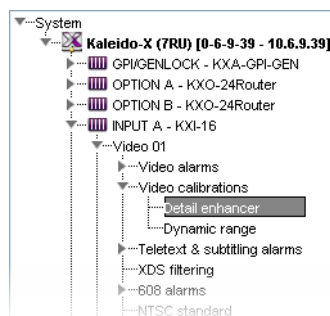 System
Kaleido-X (7RU) [0-6-9-39 - 10.6.9.39]
GPI/GENLOCK - KXA-GPI-GEN
OPTION A - KXO-24Router
OPTION B - KXO-24Router
INPUT A - KXI-16
Video 01
Video alarms
Video calibrations
Detail enhancer
Dynamic range
Teletext & subtitling alarms
XDS filtering
608 alarms
NTSC standard